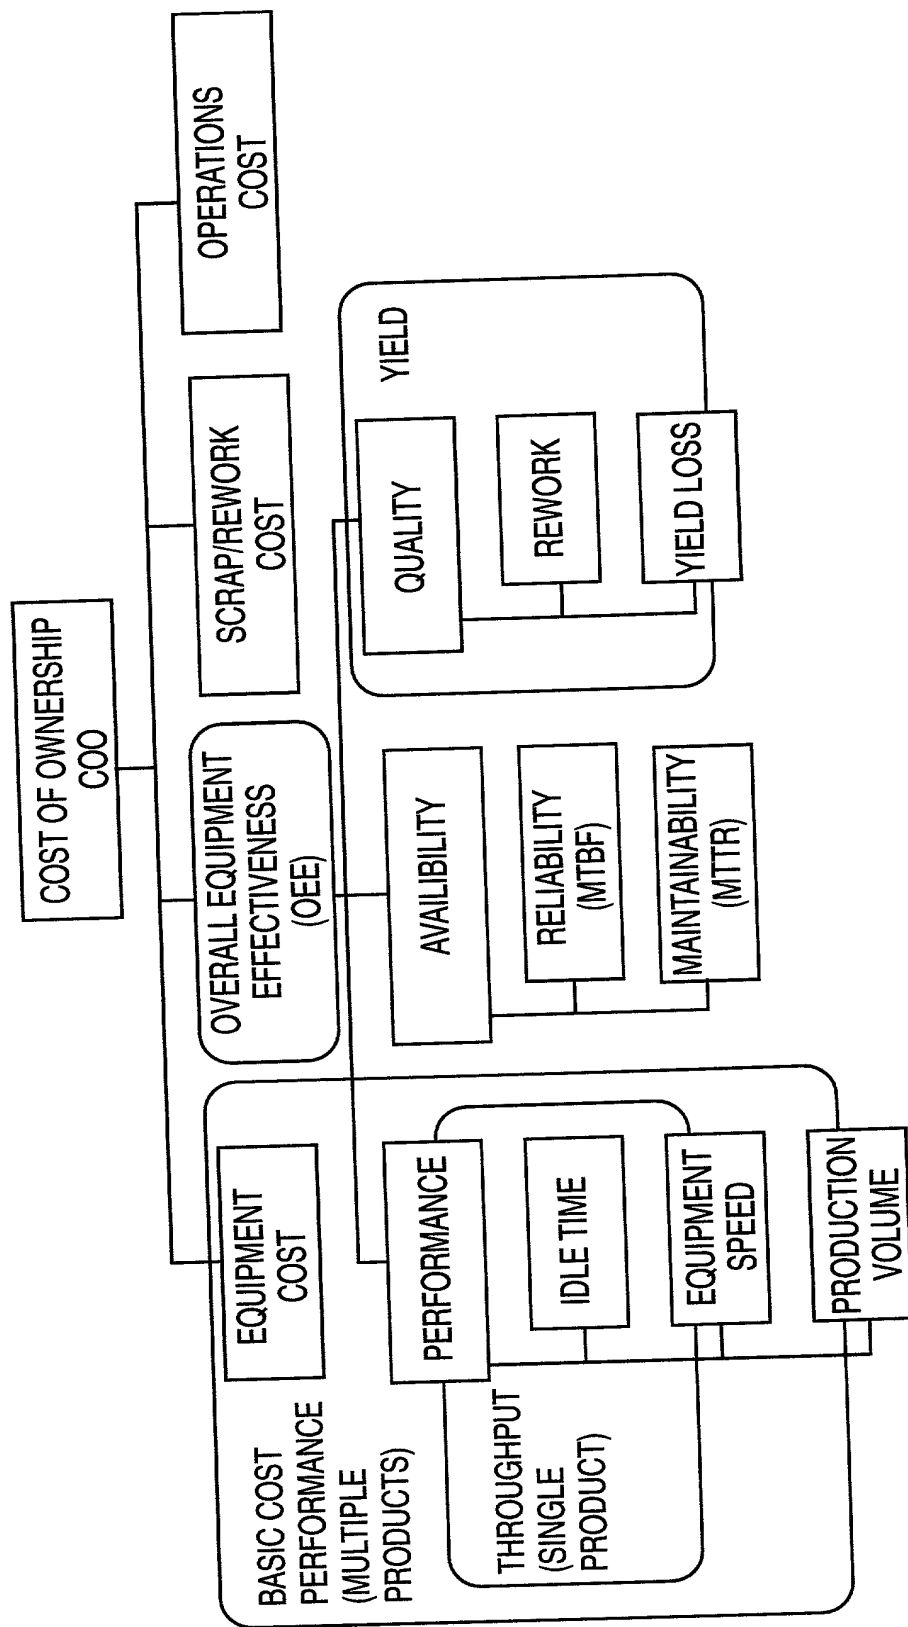 COST OF OWNERSHIP
COO
EQUIPMENT
COST
OVERALL EQUIPMENT
EFFECTIVENESS
(OEE)
SCRAP/REWORK
COST
OPERATIONS
COST
BASIC COST
PERFORMANCE
(MULTIPLE
PRODUCTS)
PERFORMANCE
THROUGHPUT
(SINGLE
PRODUCT)
IDLE TIME
EQUIPMENT
SPEED
PRODUCTION
VOLUME
AVAILIBILITY
RELIABILITY
(MTBF)
MAINTAINABILITY
(MTTR)
YIELD
QUALITY
REWORK
YIELD LOSS